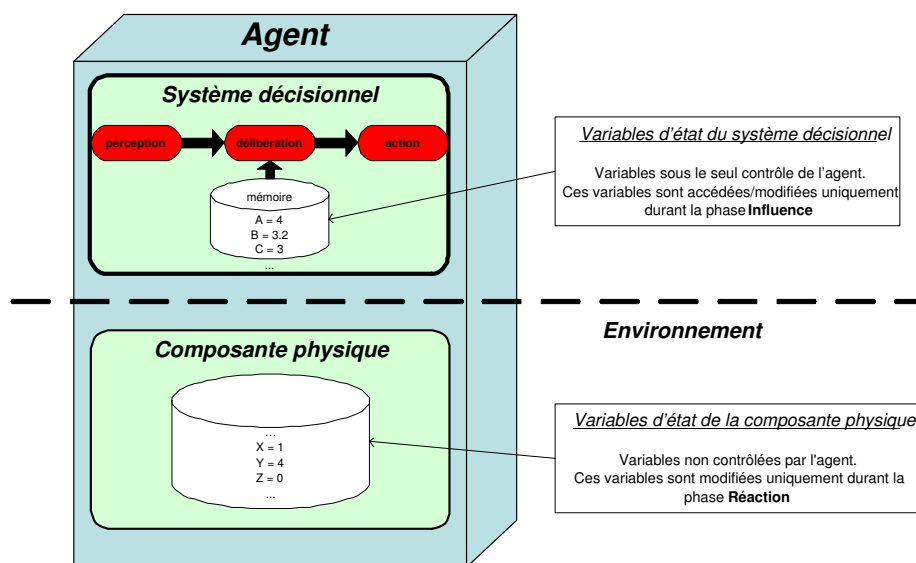 Agent
Système décisionnel
perception
délibération
action
mémoire
A = 4
B = 3.2
C = 3
...
Variables d'état du système décisionnel
Variables sous le seul contrôle de l'agent.
Ces variables sont accédées/modifiées uniquement
durant la phase Influence
Environnement
Composante physique
...
X = 1
Y = 4
Z = 0
...
Variables d'état de la composante physique
Variables non contrôlées par l'agent.
Ces variables sont modifiées uniquement durant la
phase Réaction